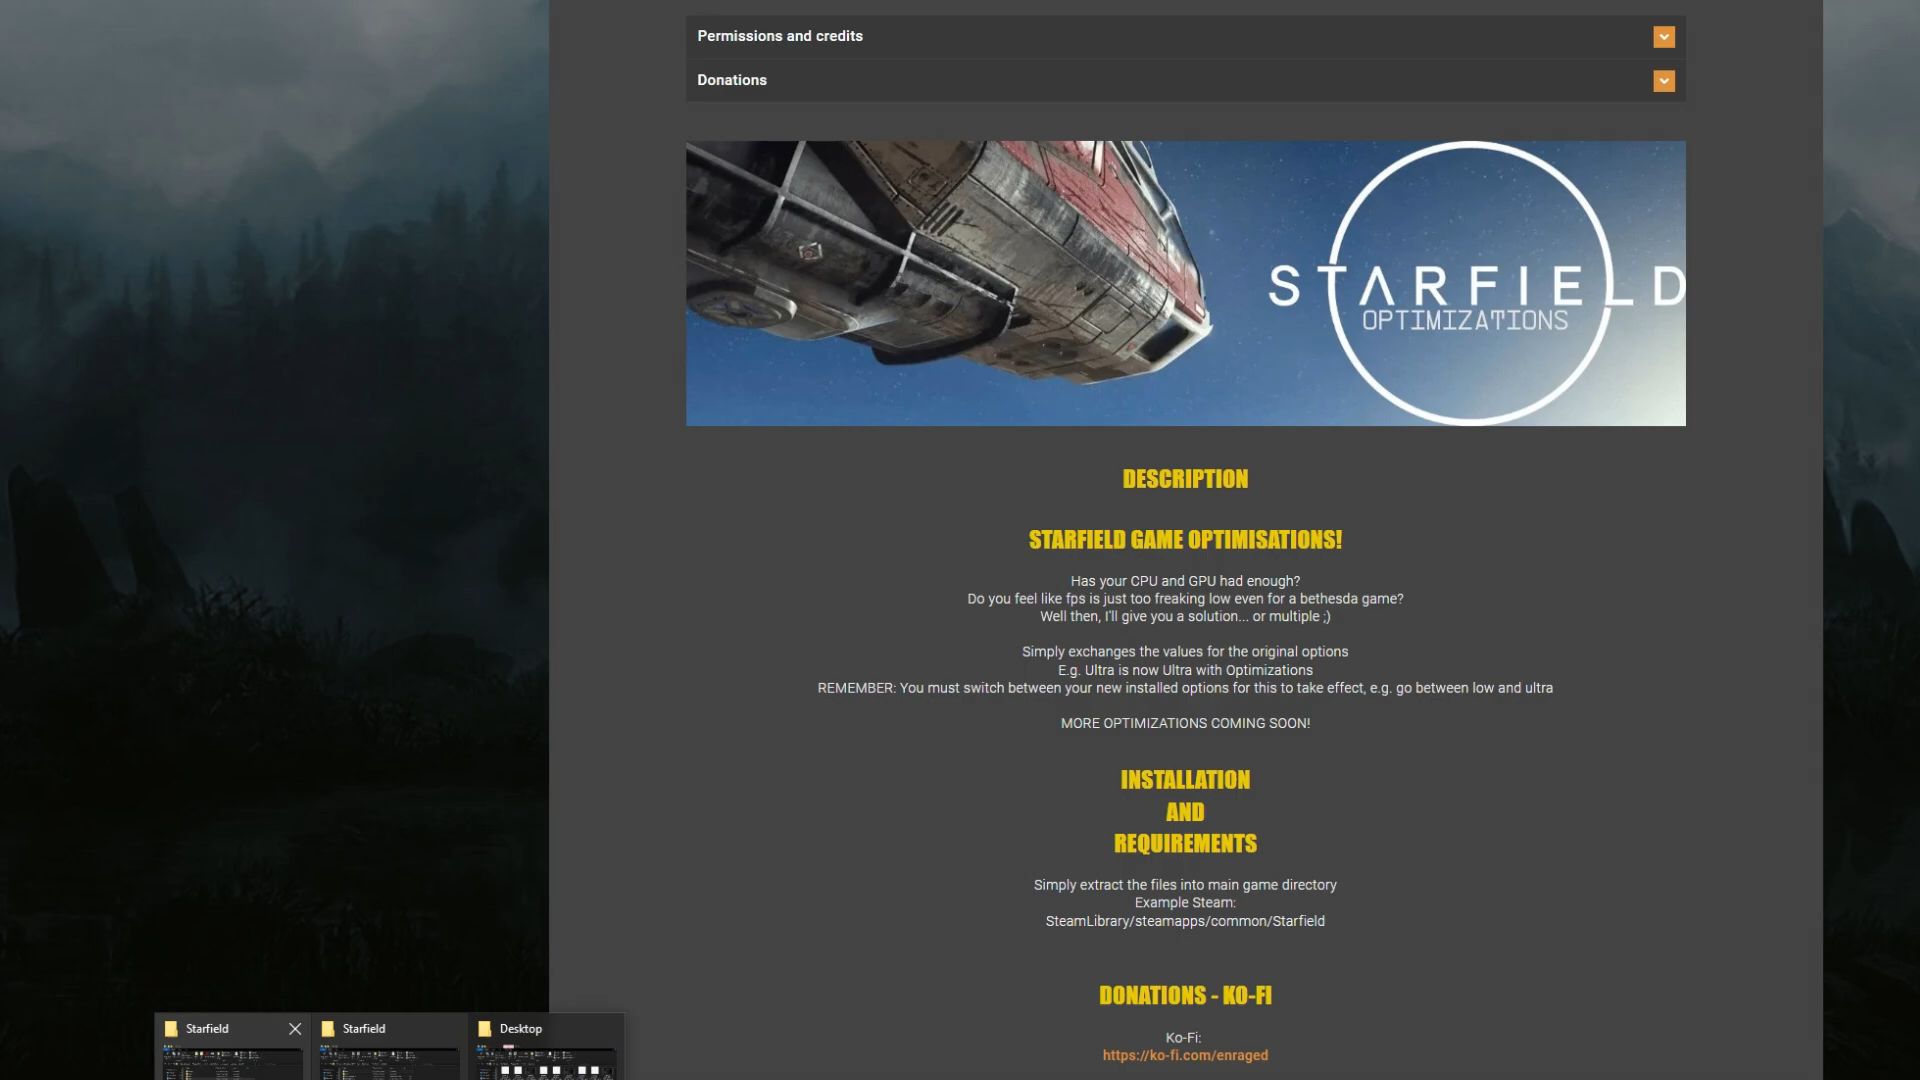 Permissions and credits
Donations
STARFIELD
OPTIMIZATIONS
DESCRIPTION
STARFIELD GAME OPTIMISATIONS!
Has your CPU and GPU had enough?
Do you feel like fps is just too freaking low even for a bethesda game?
Well then, I'll give you a solution... or multiple ;)
Simply exchanges the values for the original options
E.g. Ultra is now Ultra with Optimizations
REMEMBER: You must switch between your new installed options for this to take effect, e.g. go between low and ultra
MORE OPTIMIZATIONS COMING SOON!
INSTALLATION
AND
REQUIREMENTS
Simply extract the files into main game directory
Example Steam:
SteamLibrary/steamapps/common/Starfield
DONATIONS - KO-FI
Ko-Fi:
https://ko-fi.com/enraged
Starfield
Starfield
Desktop